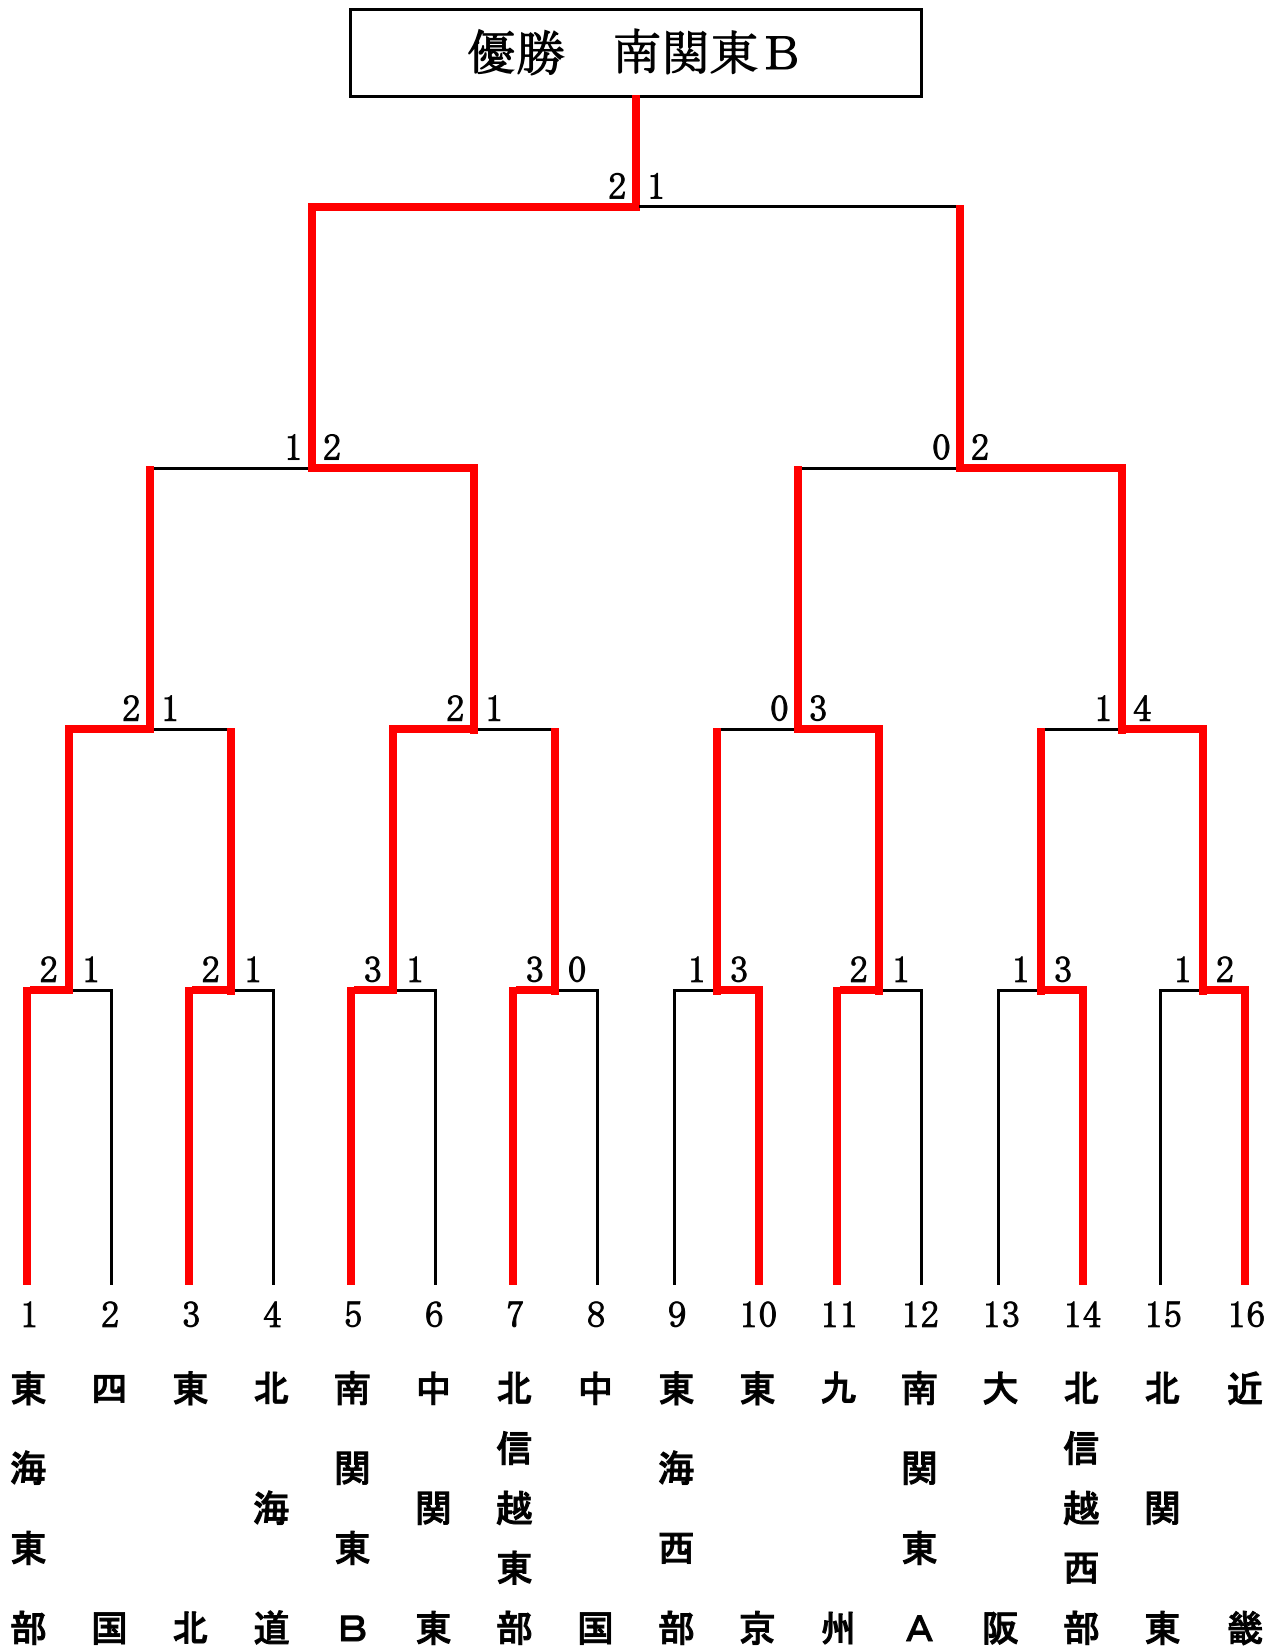 優勝　南関東Ｂ
2 1
1 2
0 2
2 1
2 1
0 3
1 4
2 1
2 1
3 1
3 0
1 3
2 1
1 3
1 2
1 2 3 4 5 6 7 8 9 10 11 12 13 14 15 16
東海東部
四国
東北
北海道
南関東Ｂ
中関東
北信越東部
中国
東海西部
東京
九州
南関東Ａ
大阪
北信越西部
北関東
近畿